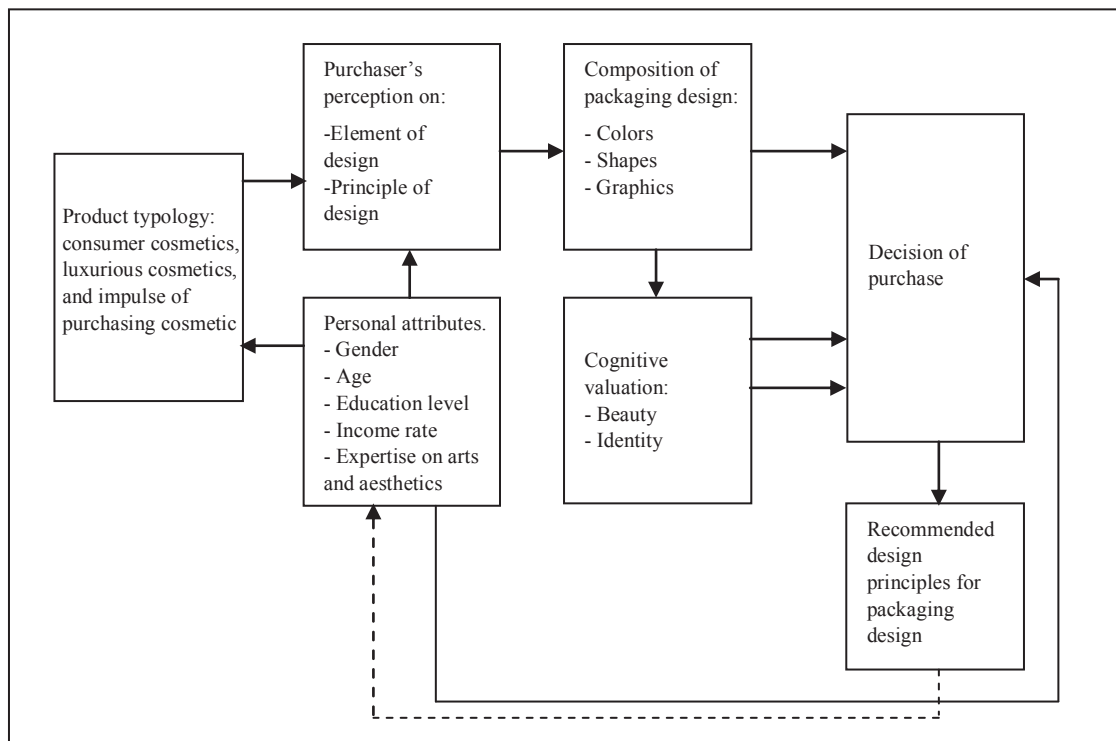 Product typology:
consumer cosmetics,
luxurious cosmetics,
and impulse of
purchasing cosmetic
Purchaser's
perception on:
-Element of
design
-Principle of
design
Personal attributes.
- Gender
- Age
- Education level
- Income rate
- Expertise on arts
and aesthetics
Composition of
packaging design:
- Colors
- Shapes
- Graphics
Cognitive
valuation:
- Beauty
- Identity
Decision of
purchase
Recommended
design
principles for
packaging
design